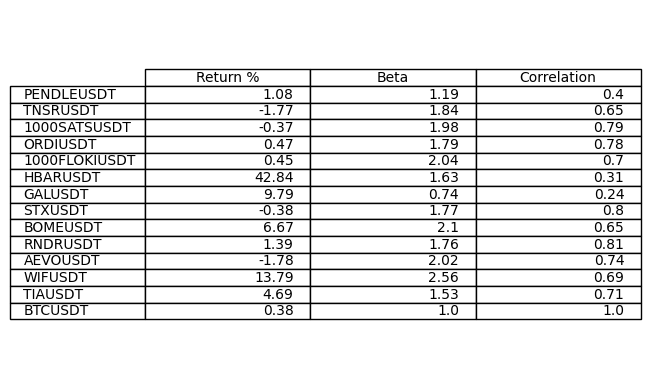 Return % Beta Correlation
PENDLEUSDT 1.08 1.19 0.4
TNSRUSDT -1.77 1.84 0.65
1000SATSUSDT -0.37 1.98 0.79
ORDIUSDT 0.47 1.79 0.78
1000FLOKIUSDT 0.45 2.04 0.7
HBARUSDT 42.84 1.63 0.31
GALUSDT 9.79 0.74 0.24
STXUSDT -0.38 1.77 0.8
BOMEUSDT 6.67 2.1 0.65
RNDRUSDT 1.39 1.76 0.81
AEVOUSDT -1.78 2.02 0.74
WIFUSDT 13.79 2.56 0.69
TIAUSDT 4.69 1.53 0.71
BTCUSDT 0.38 1.0 1.0